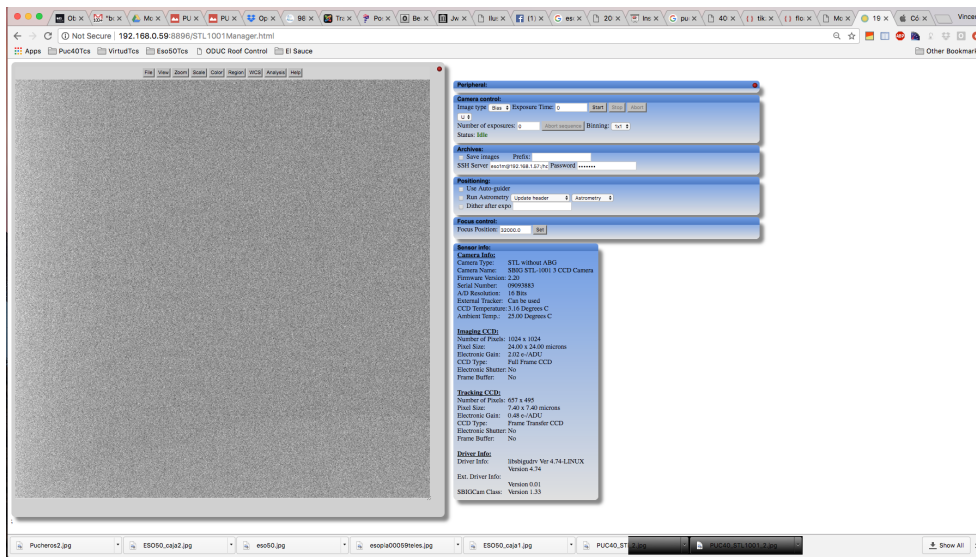 Not Secure 192.168.0.59:8896/STL1001Manager.html
Apps Puc40Tcs VirtudTcs Eso50Tcs ODUC Roof Control El Sauce Other Bookmark
File View Zoom Scale Color Region WCS Analysis Help
Peripheral:
Camera control:
Image type Bias Exposure Time: 0 Start Stop Abort
U
Number of exposures: 0 Abort sequence Binning: 1x1
Status: Idle
Archives:
Save images Prefix:
SSH Server Password
Positioning:
Use Auto-guider
Run Astrometry Update header Astrometry
Dither after expo
Focus control:
Focus Position: 32000.0 Set
Sensor info:
Camera Info:
Camera Type: STL without ABG
Camera Name: SBIG STL-1001 3 CCD Camera
Firmware Version: 2.20
Serial Number: 09093883
A/D Resolution: 16 Bits
External Tracker: Can be used
CCD Temperature: 3.16 Degrees C
Ambient Temp.: 25.00 Degrees C
Imaging CCD:
Number of Pixels: 1024 x 1024
Pixel Size: 24.00 x 24.00 microns
Electronic Gain: 2.02 e-/ADU
CCD Type: Full Frame CCD
Electronic Shutter: No
Frame Buffer: No
Tracking CCD:
Number of Pixels: 657 x 495
Pixel Size: 7.40 x 7.40 microns
Electronic Gain: 0.48 e-/ADU
CCD Type: Frame Transfer CCD
Electronic Shutter: No
Frame Buffer: No
Driver Info:
Driver Info: libsbigudrv Ver 4.74-LINUX
Version 4.74
Ext. Driver Info:
Version 0.01
SBIGCam Class: Version 1.33
Pucheros2.jpg ESO50_caja2.jpg eso50.jpg esopia00059teles.jpg ESO50_caja1.jpg PUC40_STL1001_2.jpg Show All